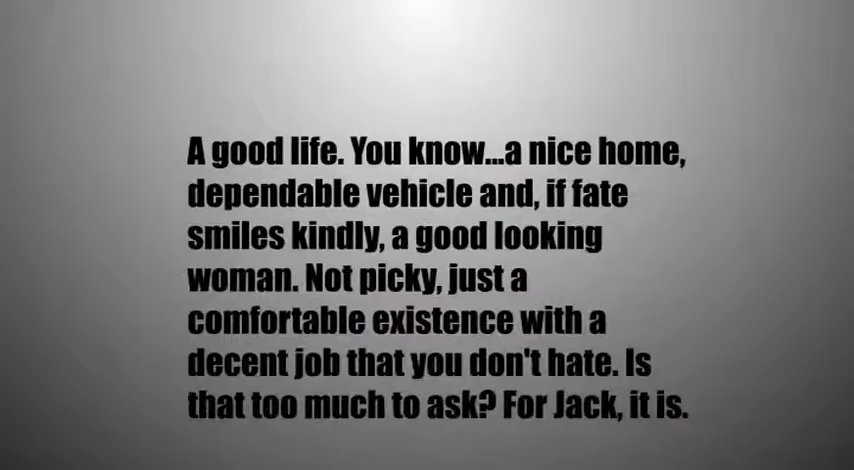 A good life. You know...a nice home,
dependable vehicle and, if fate
smiles kindly, a good looking
woman. Not picky, just a
comfortable existence with a
decent job that you don't hate. Is
that too much to ask? For Jack, it is.